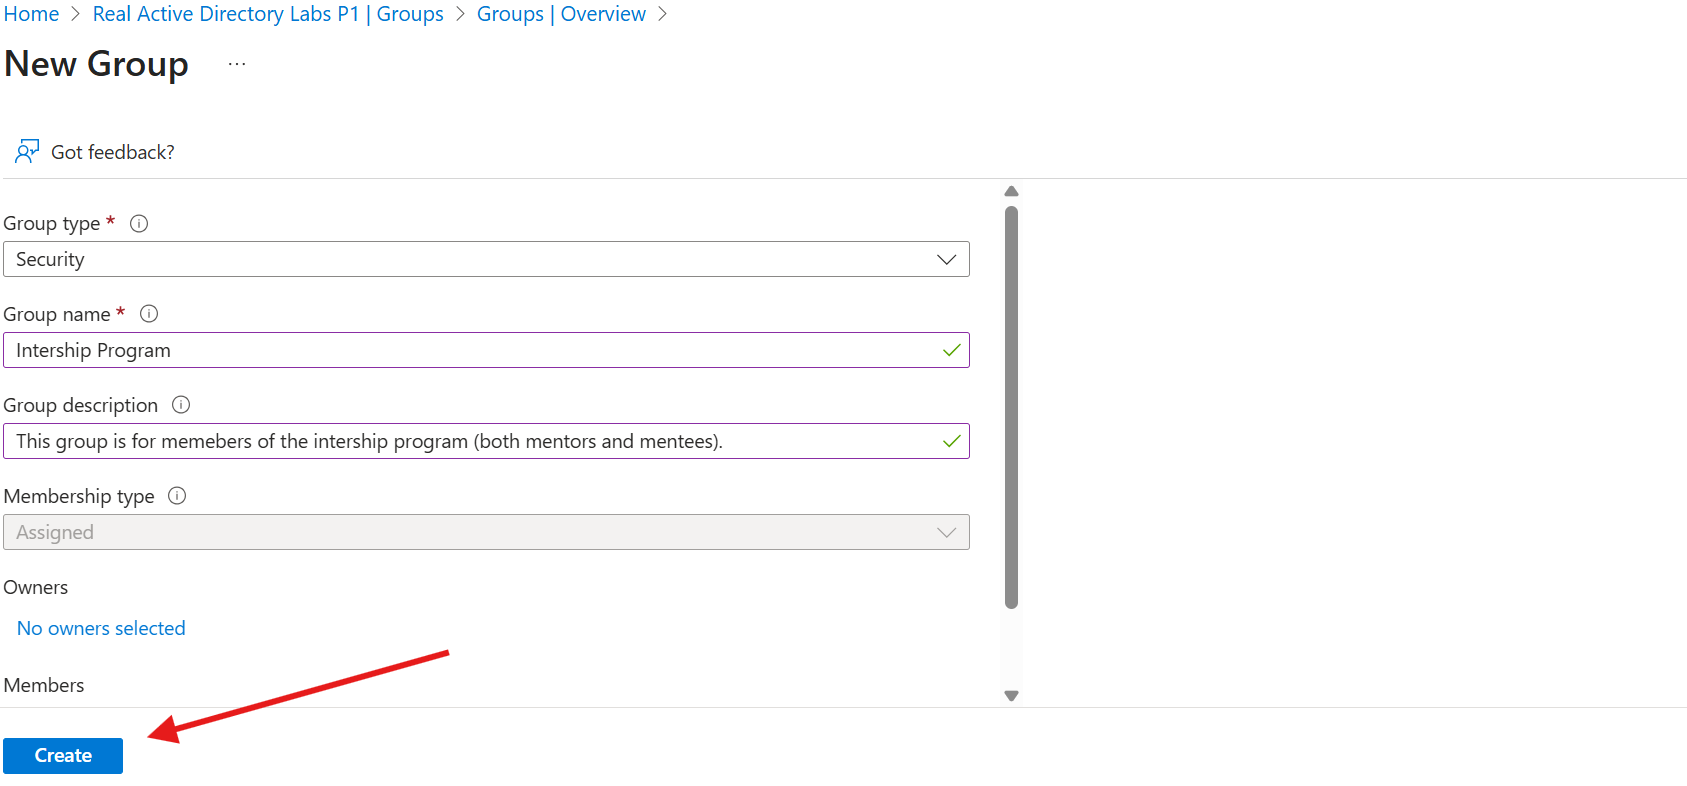 Home > Real Active Directory Labs P1 | Groups > Groups | Overview >
New Group ...
Got feedback?
Group type *
Security
Group name *
Intership Program
Group description
This group is for memebers of the intership program (both mentors and mentees).
Membership type
Assigned
Owners
No owners selected
Members
Create